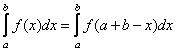 ∫_a^b f(x)dx = ∫_a^b f(a+b-x)dx